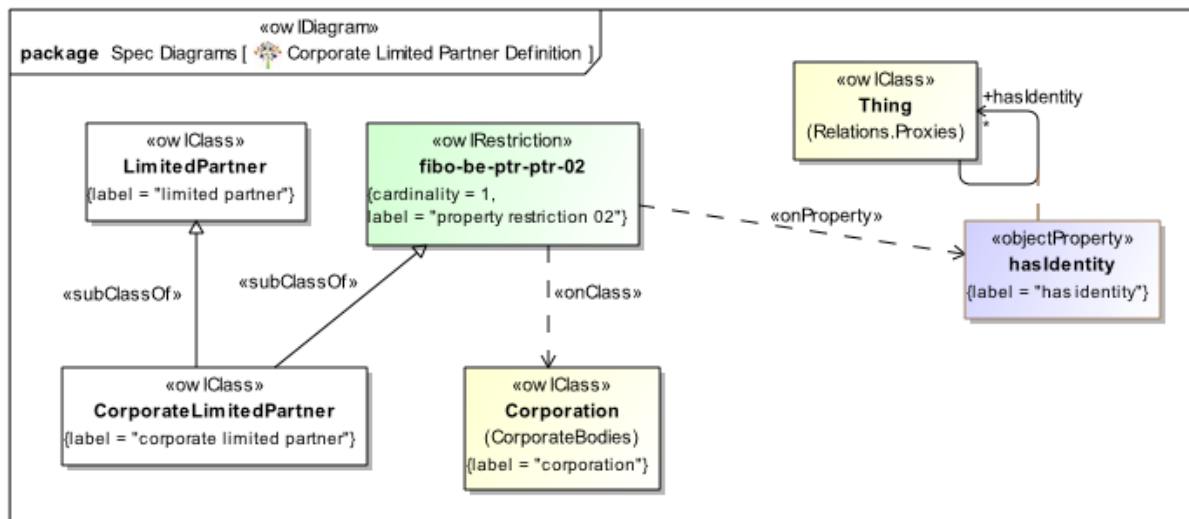 «owlDiagram»
package Spec Diagrams [ Corporate Limited Partner Definition ]
«owlClass»
Thing
(Relations.Proxies)
+hasIdentity
*
«owlClass»
LimitedPartner
{label = "limited partner"}
«owlRestriction»
fibo-be-ptr-ptr-02
{cardinality = 1,
label = "property restriction 02"}
«onProperty»
«objectProperty»
hasIdentity
{label = "has identity"}
«subClassOf»
«subClassOf»
«onClass»
«owlClass»
CorporateLimitedPartner
{label = "corporate limited partner"}
«owlClass»
Corporation
(CorporateBodies)
{label = "corporation"}